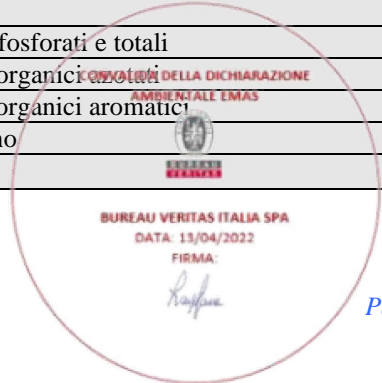 fosforati e totali
organici azotati
organici aromatici
no
CONVALIDA DELLA DICHIARAZIONE
AMBIENTALE EMAS
BUREAU
VERITAS
BUREAU VERITAS ITALIA SPA
DATA: 13/04/2022
FIRMA:
P